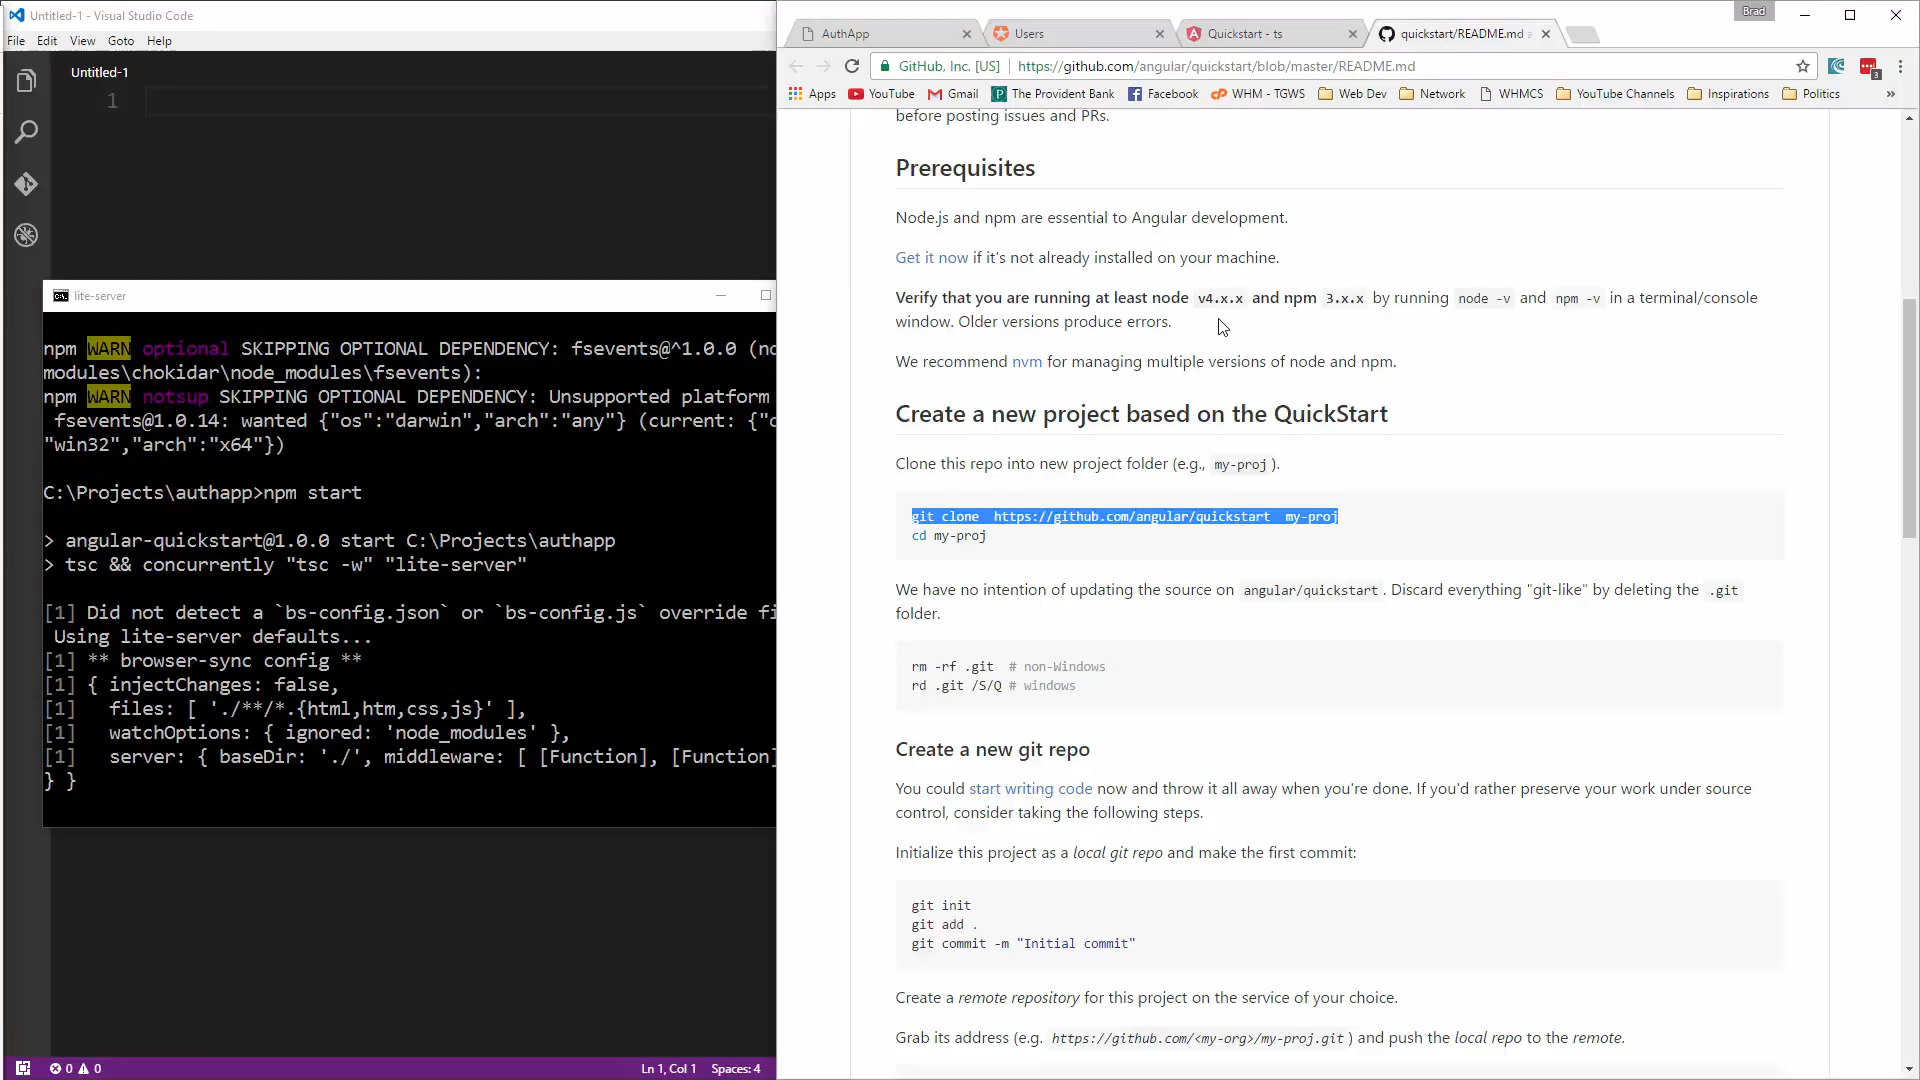 Untitled-1 - Visual Studio Code
File Edit View Goto Help
Untitled-1
1
lite-server
npm WARN optional SKIPPING OPTIONAL DEPENDENCY: fsevents@^1.0.0 (no
modules\chokidar\node_modules\fsevents):
npm WARN notsup SKIPPING OPTIONAL DEPENDENCY: Unsupported platform
fsevents@1.0.14: wanted {"os":"darwin","arch":"any"} (current: {"o
"win32","arch":"x64"})
C:\Projects\authapp>npm start
> angular-quickstart@1.0.0 start C:\Projects\authapp
> tsc && concurrently "tsc -w" "lite-server"
[1] Did not detect a `bs-config.json` or `bs-config.js` override fi
Using lite-server defaults...
[1] ** browser-sync config **
[1] { injectChanges: false,
[1]   files: [ './**/*.{html,htm,css,js}' ],
[1]   watchOptions: { ignored: 'node_modules' },
[1]   server: { baseDir: './', middleware: [ [Function], [Function]
} }
0 0
Ln 1, Col 1 Spaces: 4
Brad
AuthApp
Users
Quickstart - ts
quickstart/README.md
GitHub, Inc. [US] https://github.com/angular/quickstart/blob/master/README.md
3
Apps YouTube Gmail The Provident Bank Facebook WHM - TGWS Web Dev Network WHMCS YouTube Channels Inspirations Politics »
before posting issues and PRs.
Prerequisites
Node.js and npm are essential to Angular development.
Get it now if it's not already installed on your machine.
Verify that you are running at least node v4.x.x and npm 3.x.x by running node -v and npm -v in a terminal/console
window. Older versions produce errors.
We recommend nvm for managing multiple versions of node and npm.
Create a new project based on the QuickStart
Clone this repo into new project folder (e.g., my-proj ).
git clone  https://github.com/angular/quickstart  my-proj
cd my-proj
We have no intention of updating the source on angular/quickstart . Discard everything "git-like" by deleting the .git
folder.
rm -rf .git  # non-Windows
rd .git /S/Q # windows
Create a new git repo
You could start writing code now and throw it all away when you're done. If you'd rather preserve your work under source
control, consider taking the following steps.
Initialize this project as a local git repo and make the first commit:
git init
git add .
git commit -m "Initial commit"
Create a remote repository for this project on the service of your choice.
Grab its address (e.g. https://github.com/<my-org>/my-proj.git ) and push the local repo to the remote.